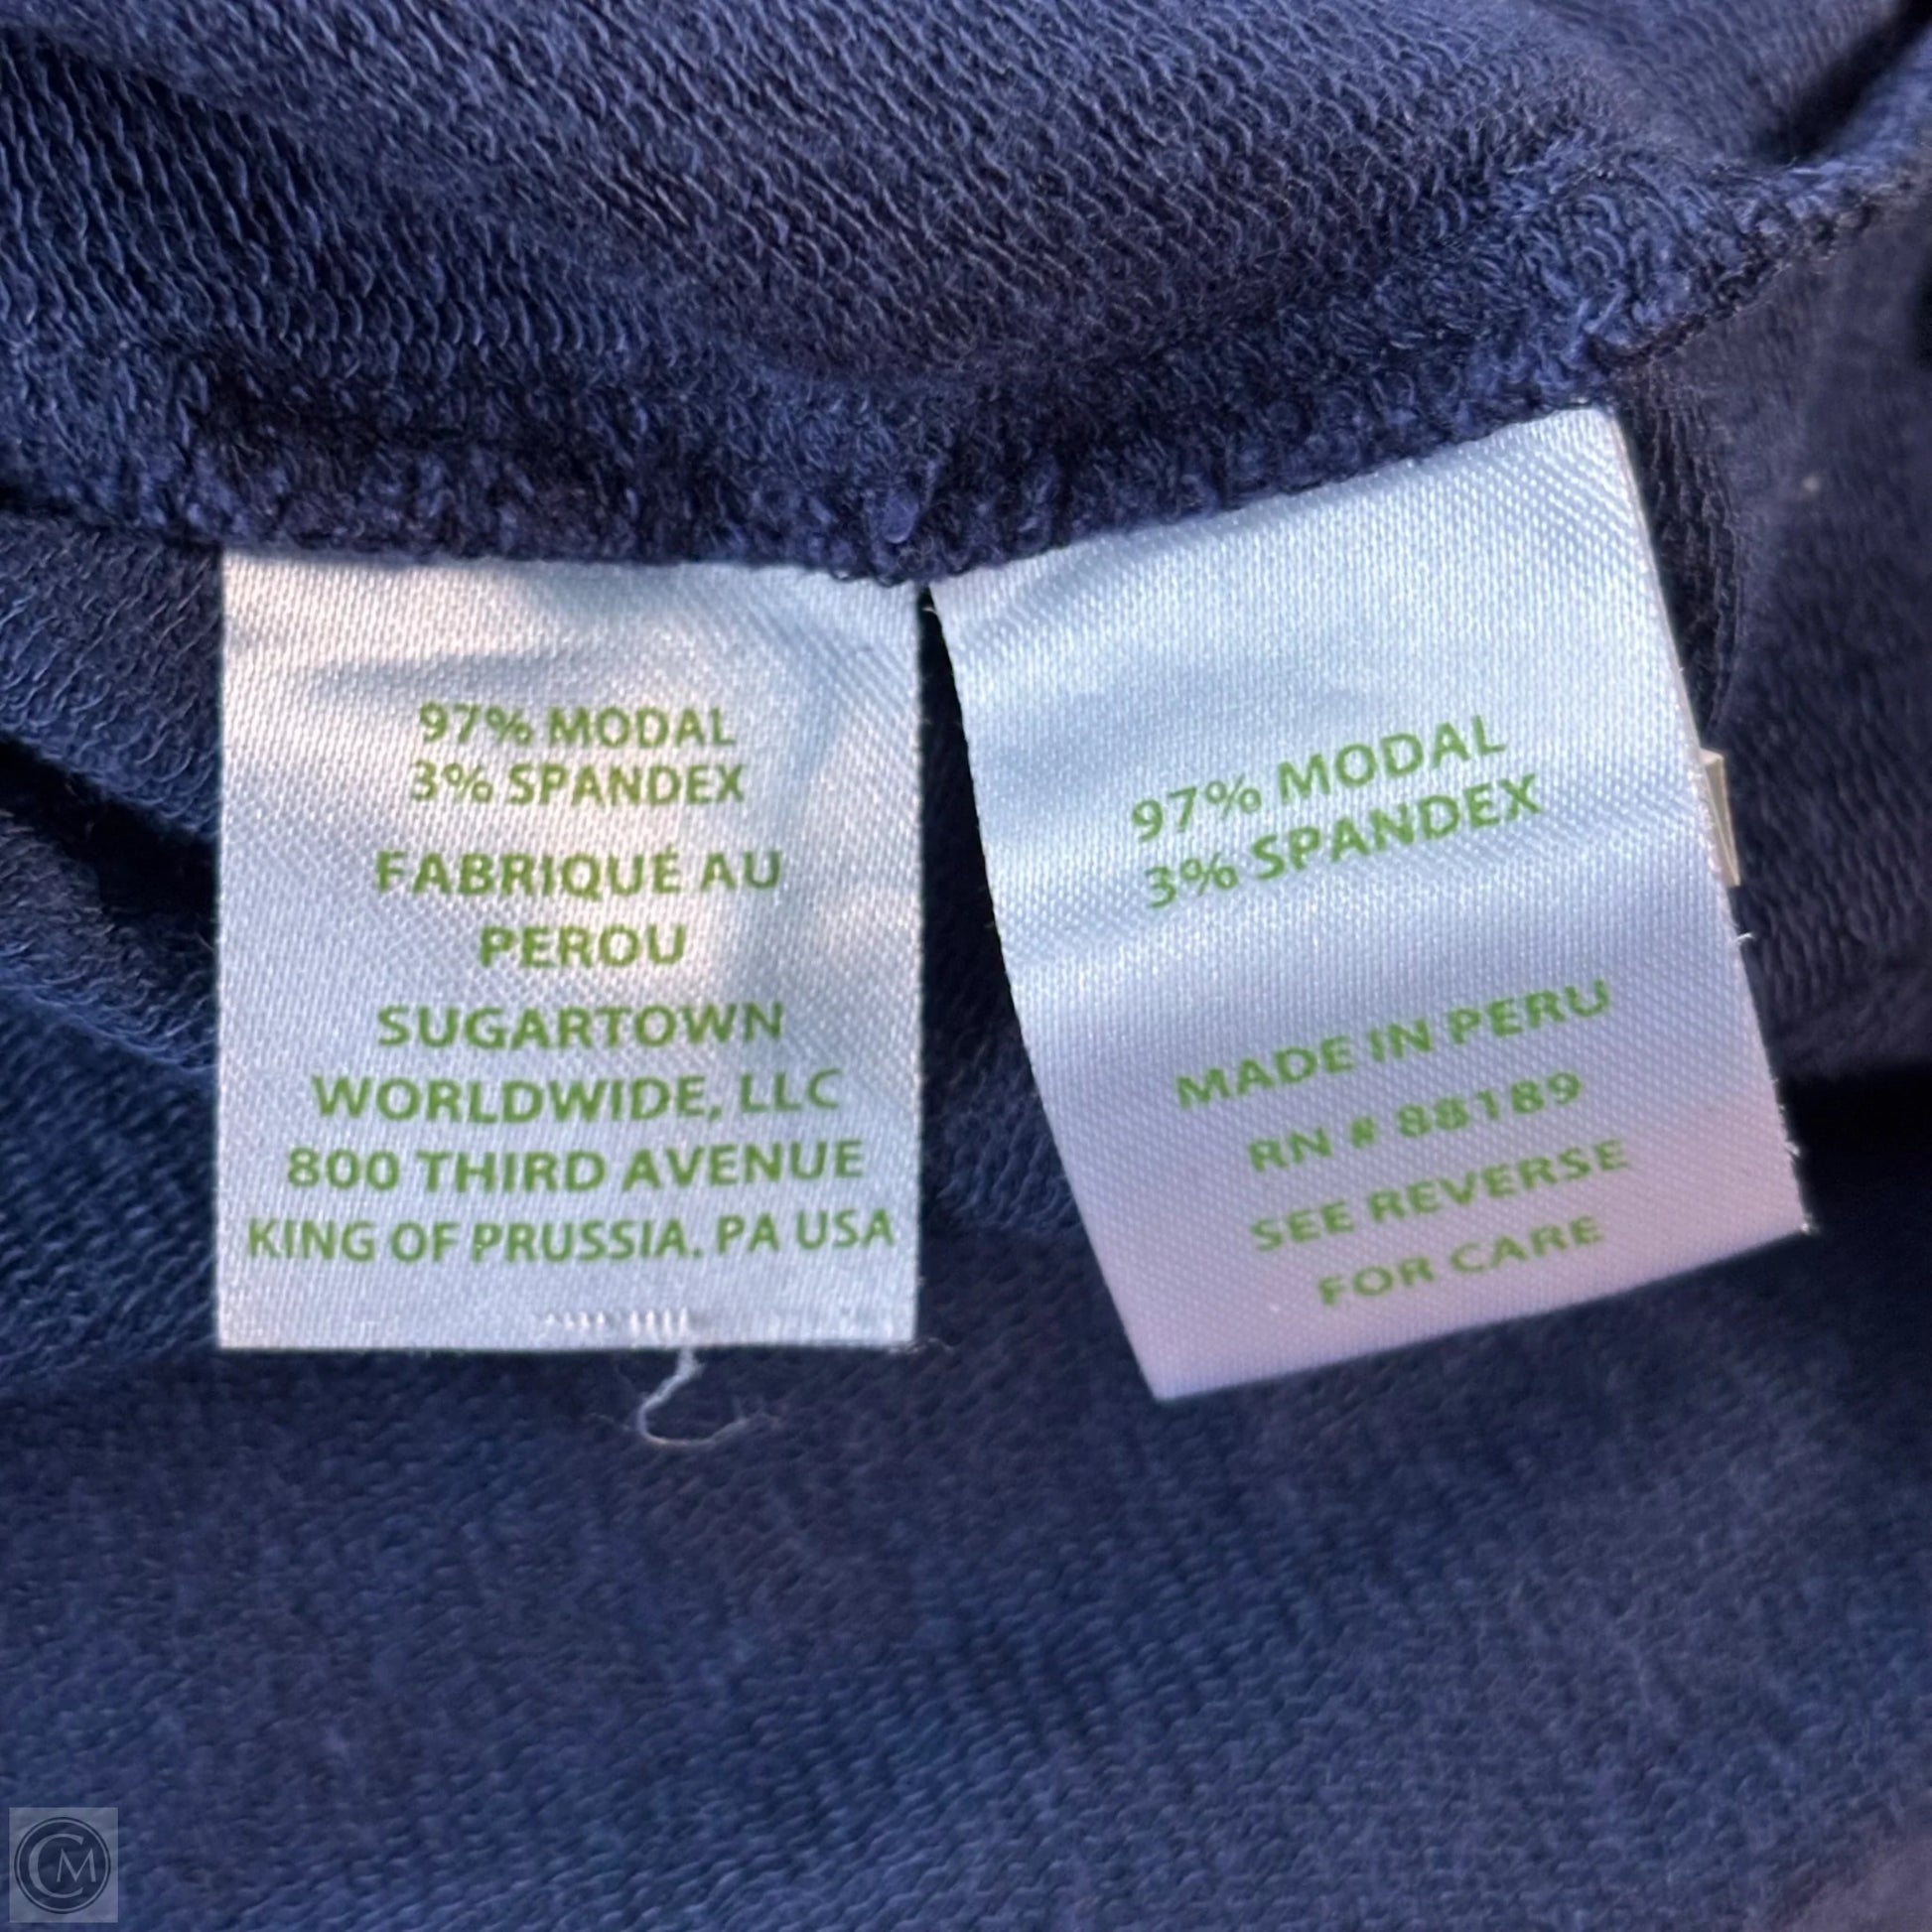 97% MODAL
3% SPANDEX
FABRIQUÉ AU
PEROU
SUGARTOWN
WORLDWIDE, LLC
800 THIRD AVENUE
KING OF PRUSSIA, PA USA
97% MODAL
3% SPANDEX
MADE IN PERU
RN # 88189
SEE REVERSE
FOR CARE
CM